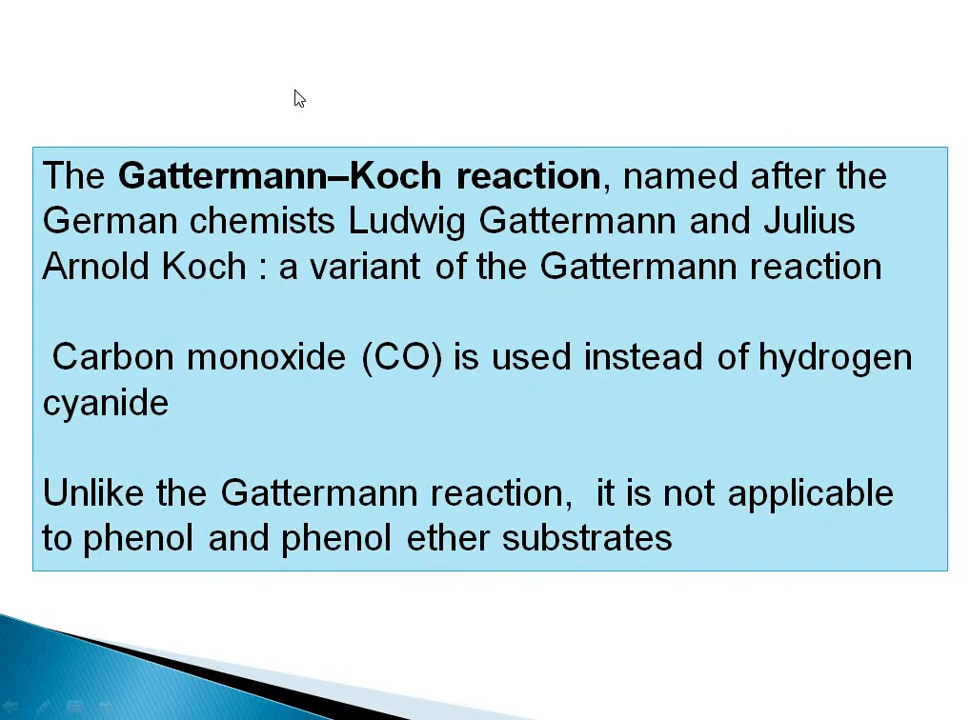 The Gattermann–Koch reaction, named after the
German chemists Ludwig Gattermann and Julius
Arnold Koch : a variant of the Gattermann reaction
Carbon monoxide (CO) is used instead of hydrogen
cyanide
Unlike the Gattermann reaction, it is not applicable
to phenol and phenol ether substrates